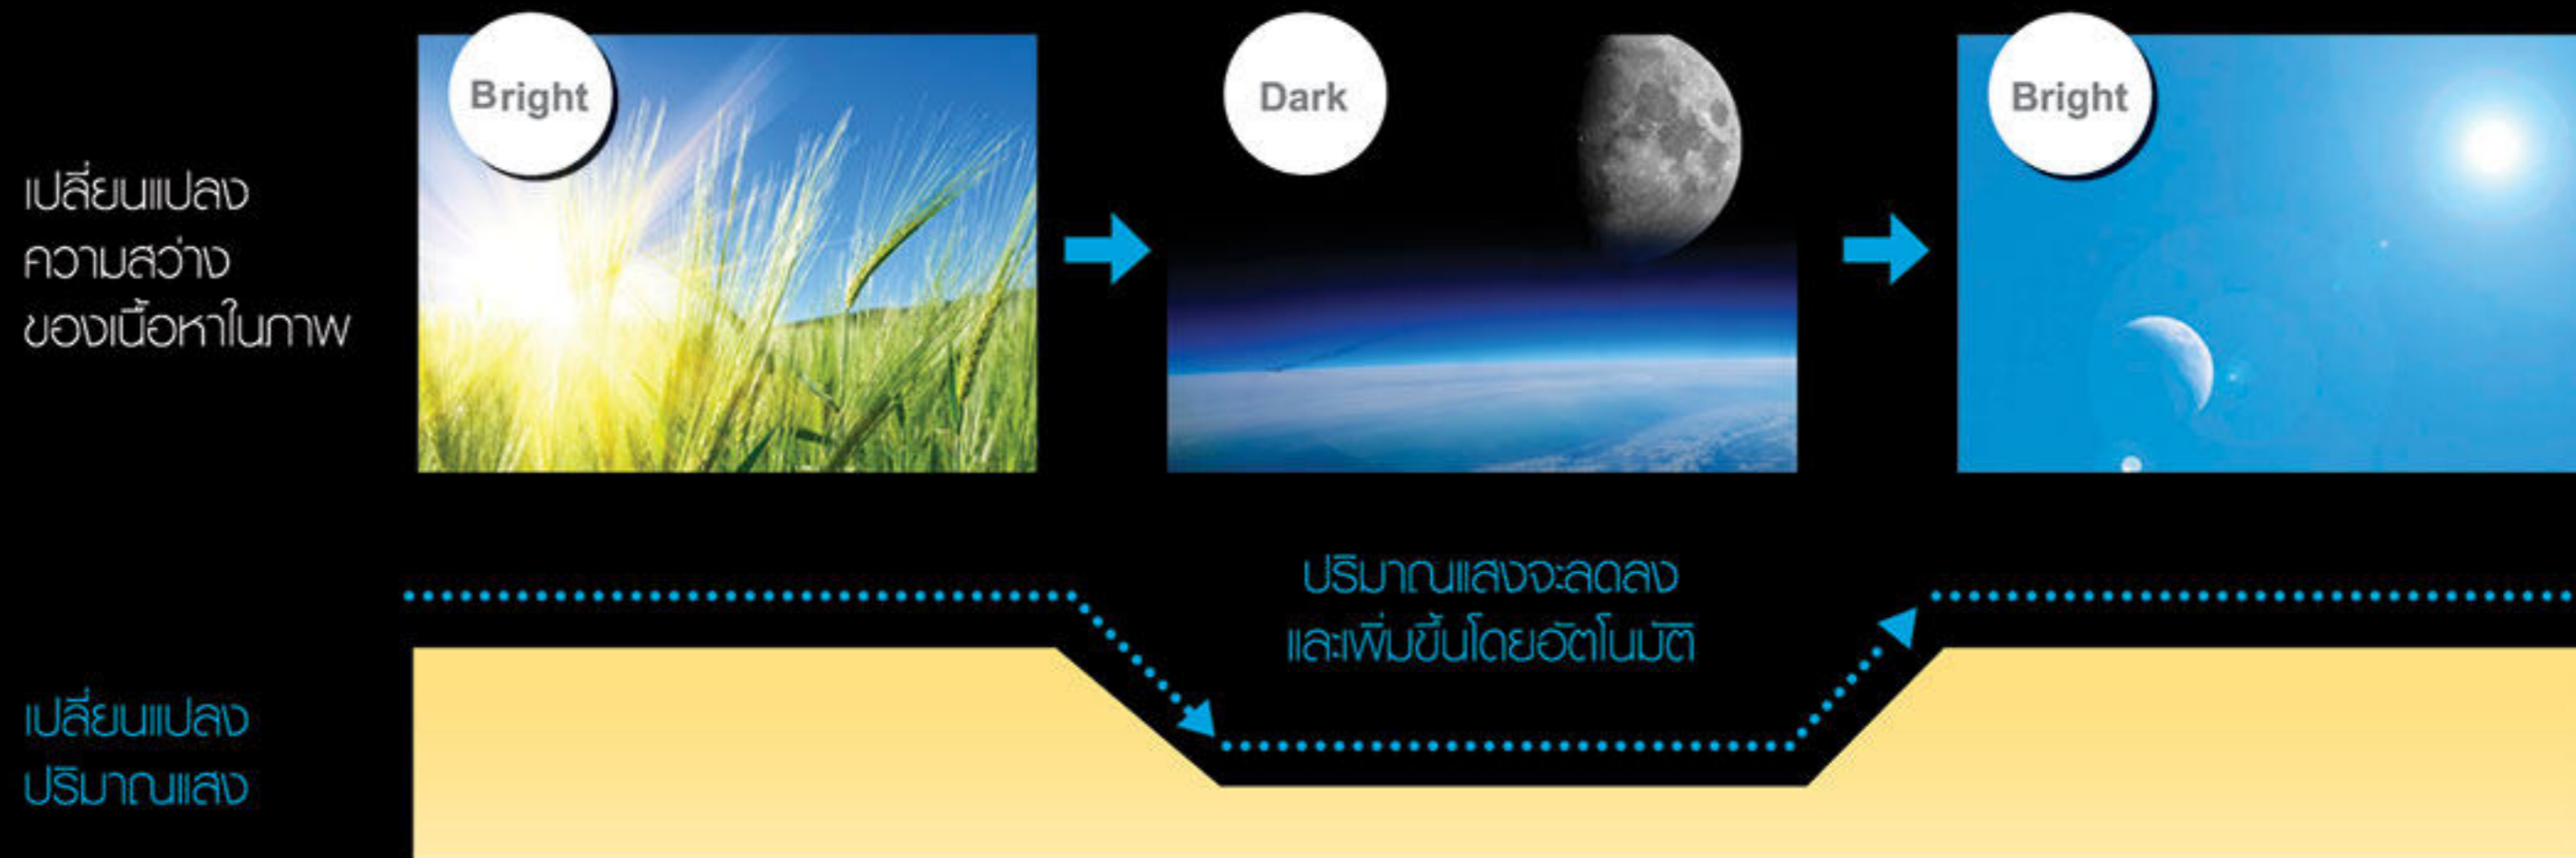 Bright
Dark
Bright
เปลี่ยนแปลง
ความสว่าง
ของเนื้อหาในภาพ
ปริมาณแสงจะลดลง
และเพิ่มขึ้นโดยอัตโนมัติ
เปลี่ยนแปลง
ปริมาณแสง